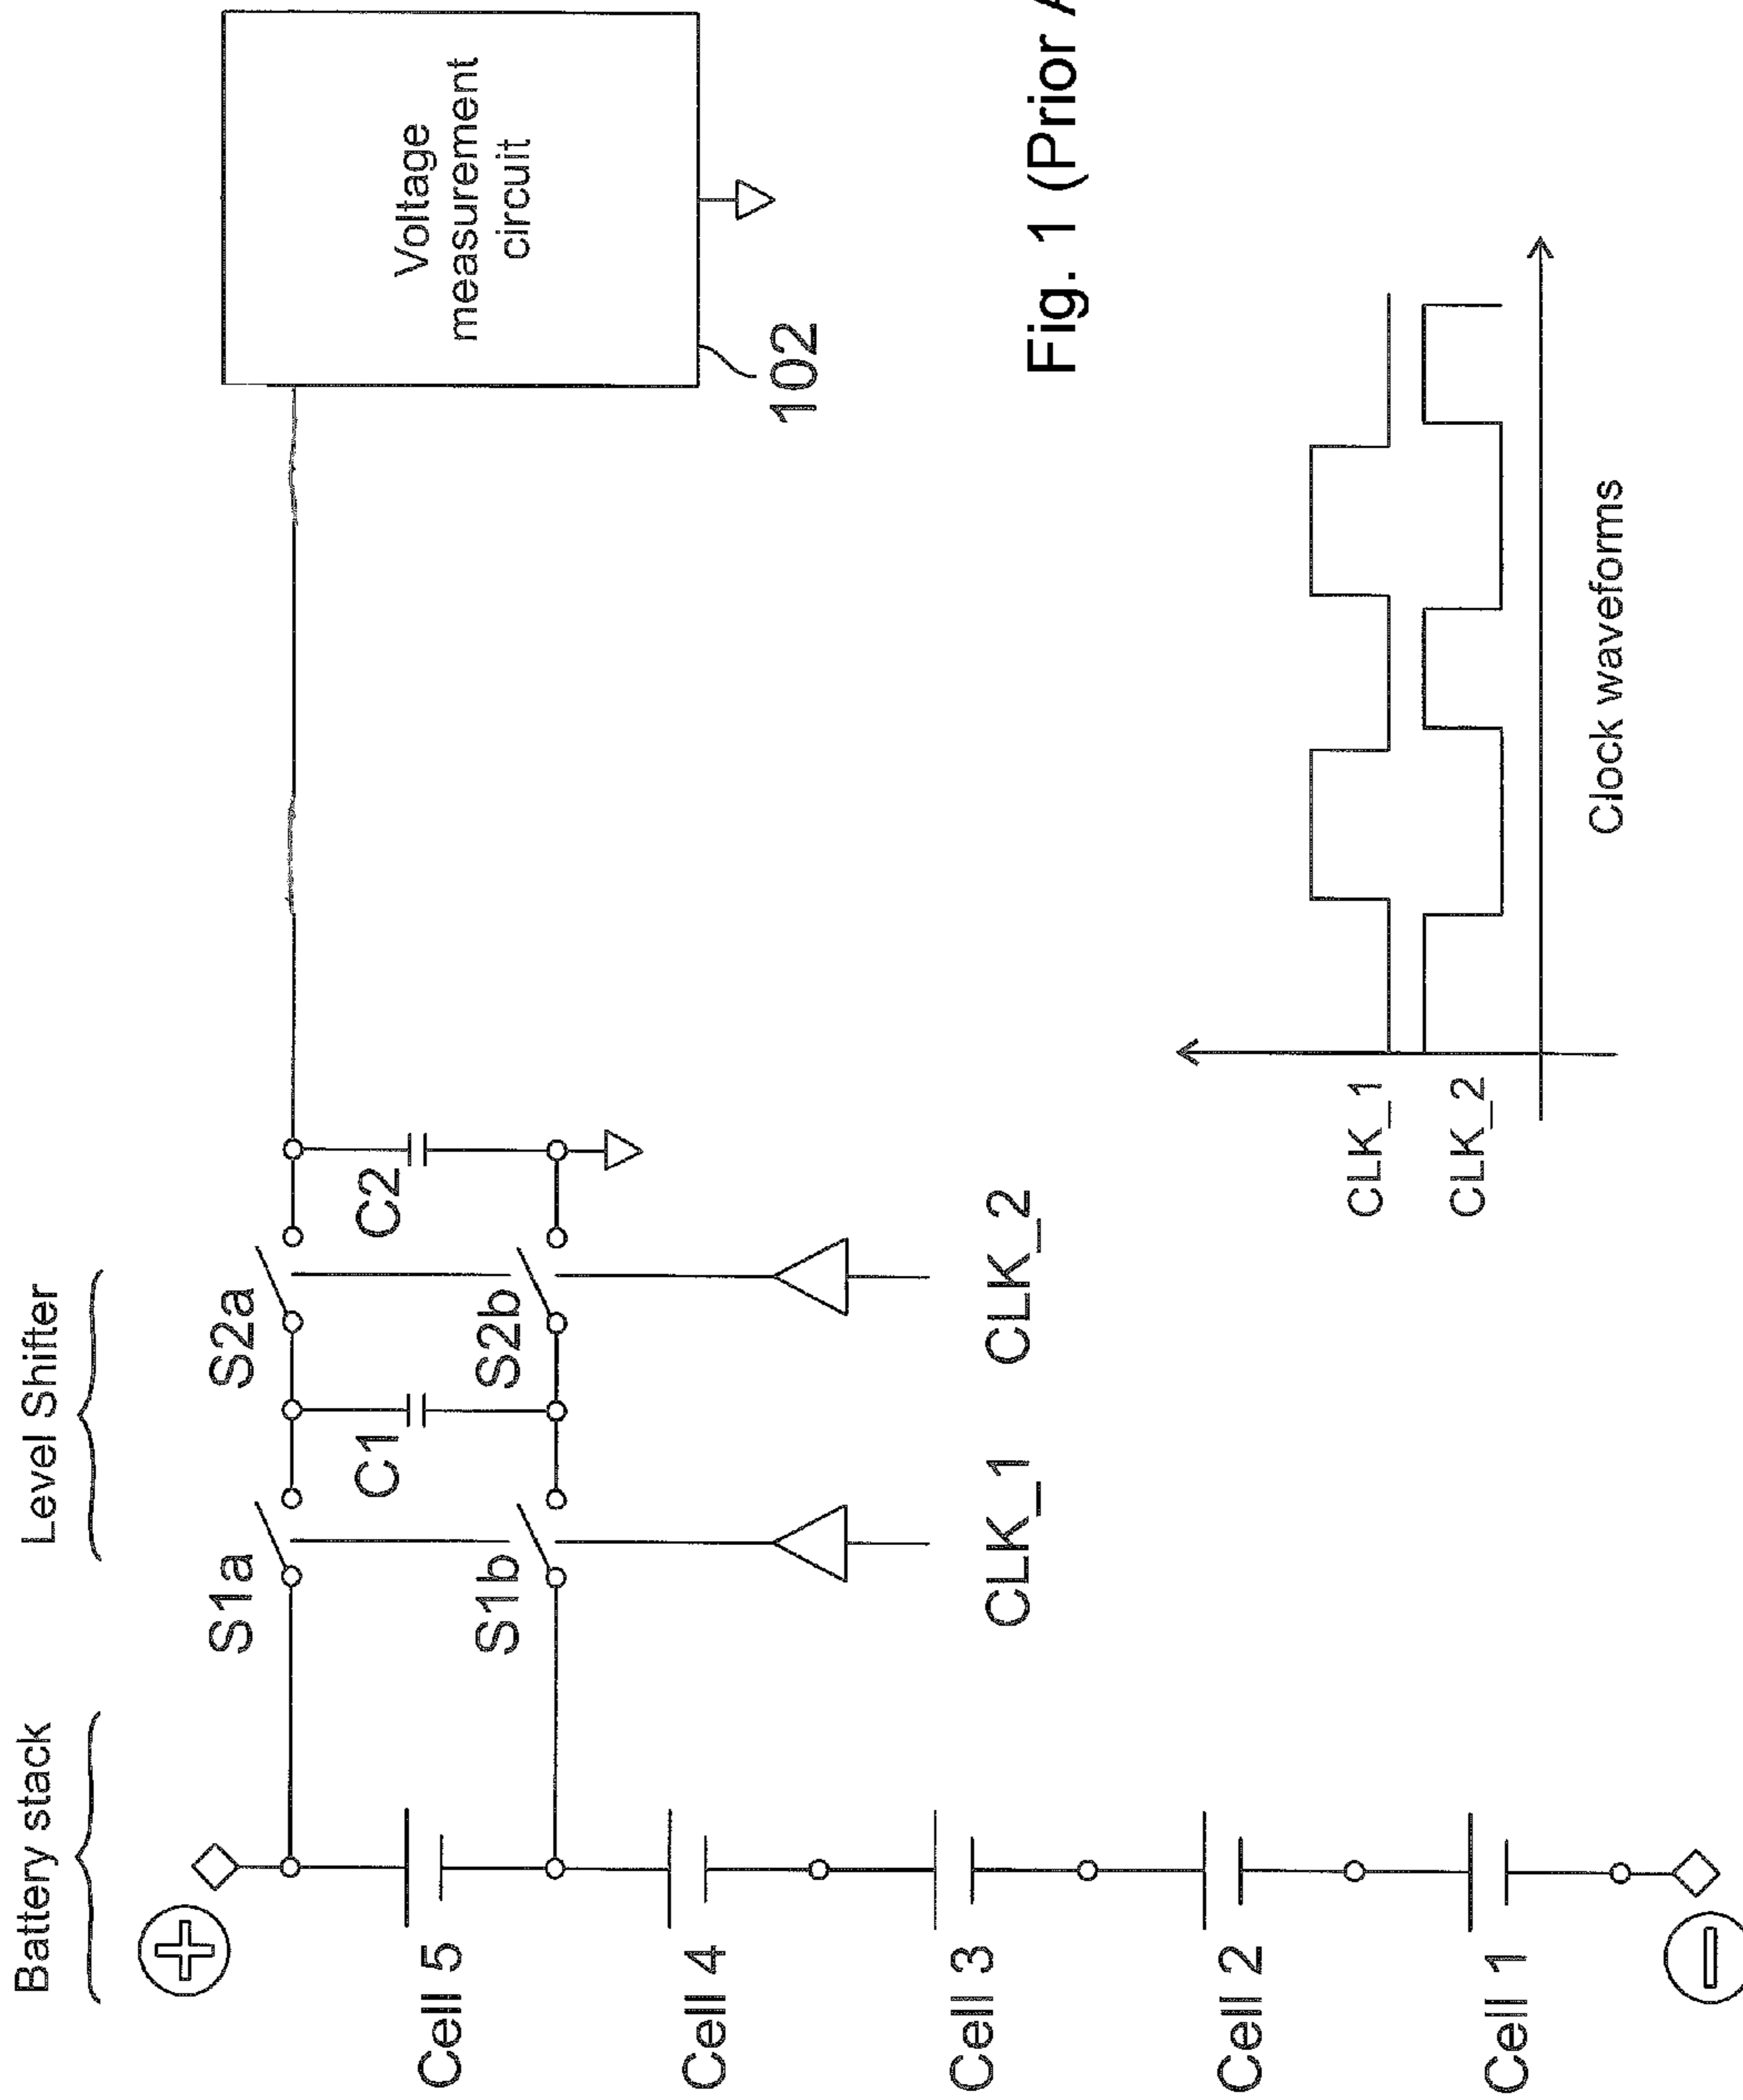 Battery stack
Level Shifter
S1a
S2a
Cell 5
C1
C2
Voltage
measurement
circuit
S1b
S2b
Cell 4
102
Cell 3
CLK_1
CLK_2
Fig. 1 (Prior A
Cell 2
Cell 1
CLK_1
CLK_2
Clock waveforms